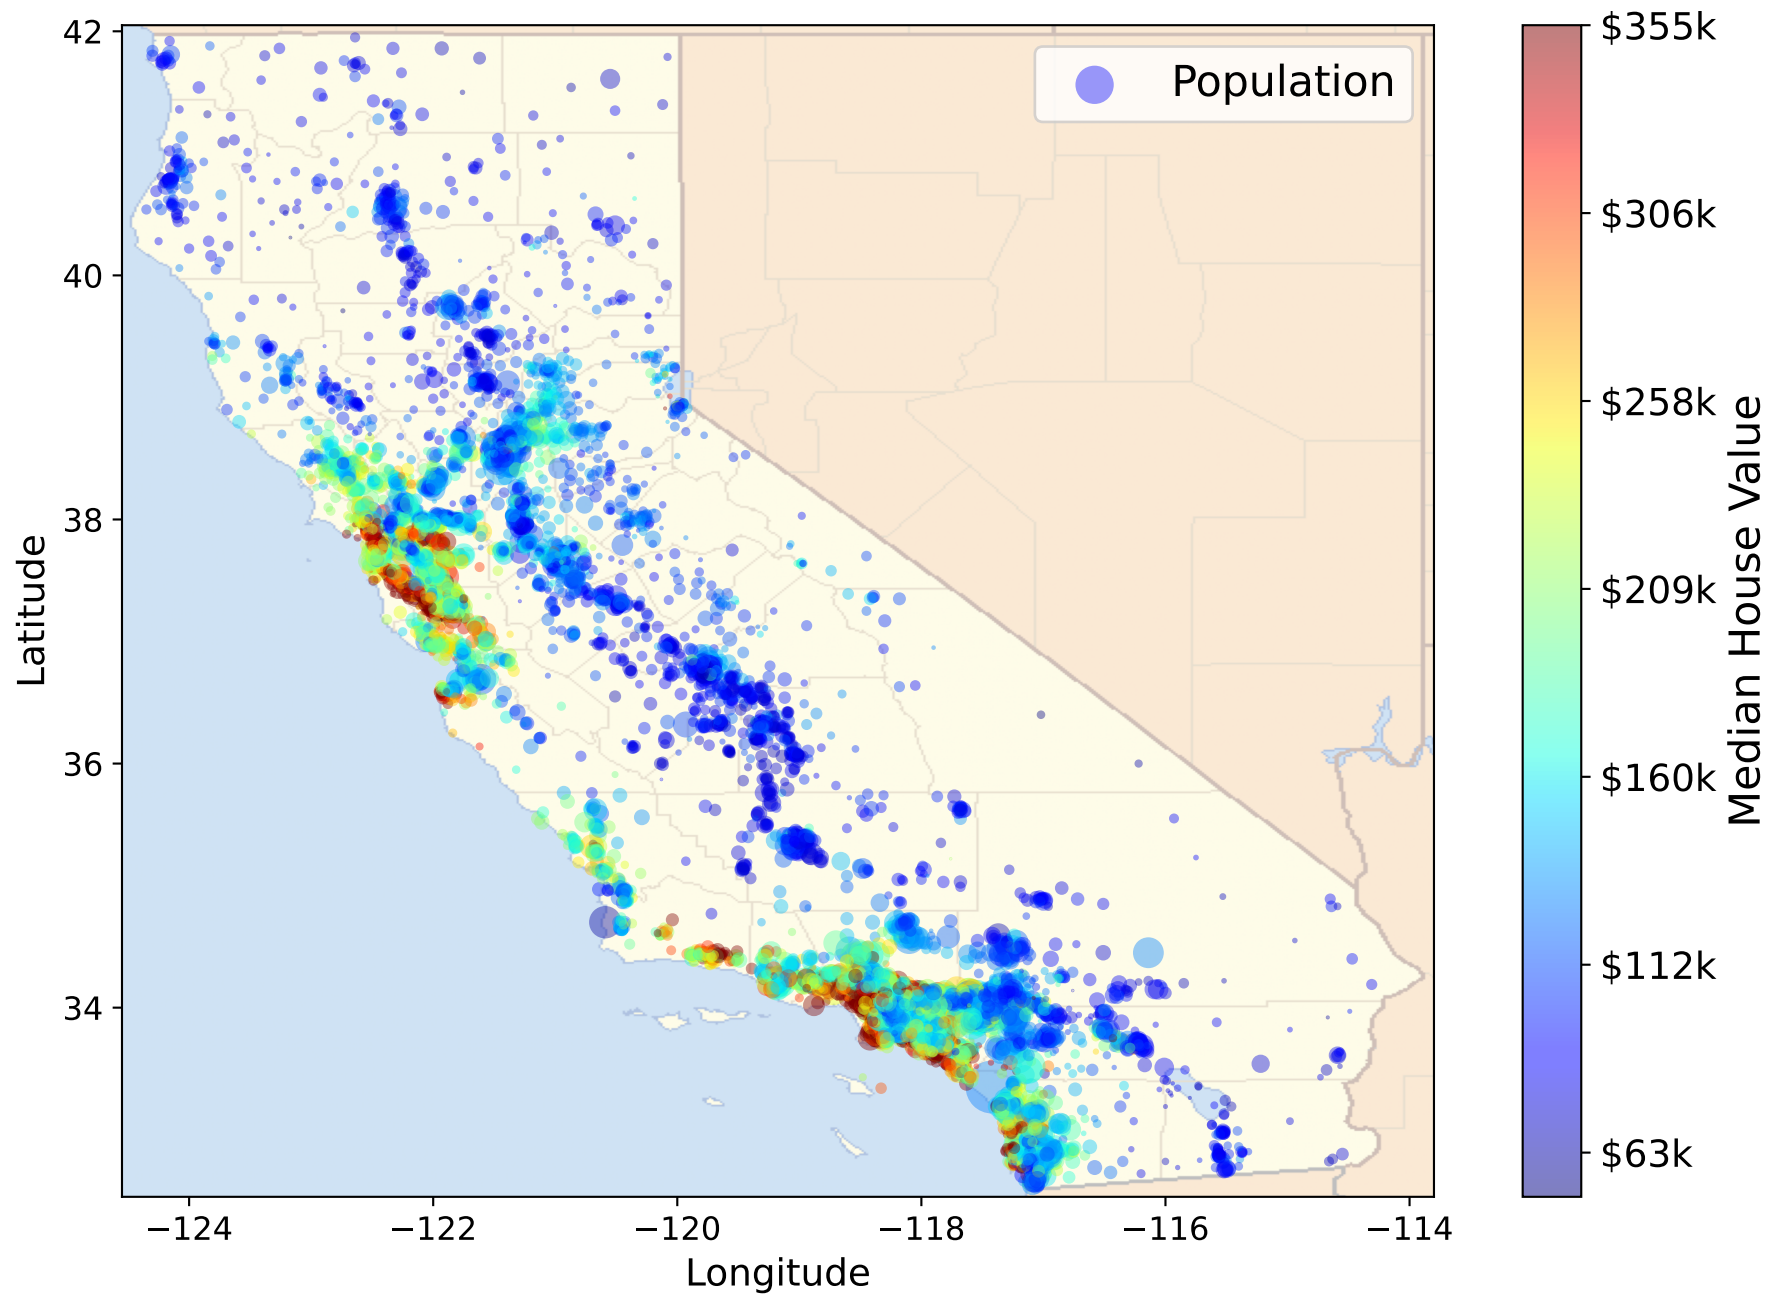 Population
42
40
38
36
34
Latitude
−124
−122
−120
−118
−116
−114
Longitude
$355k
$306k
$258k
$209k
$160k
$112k
$63k
Median House Value